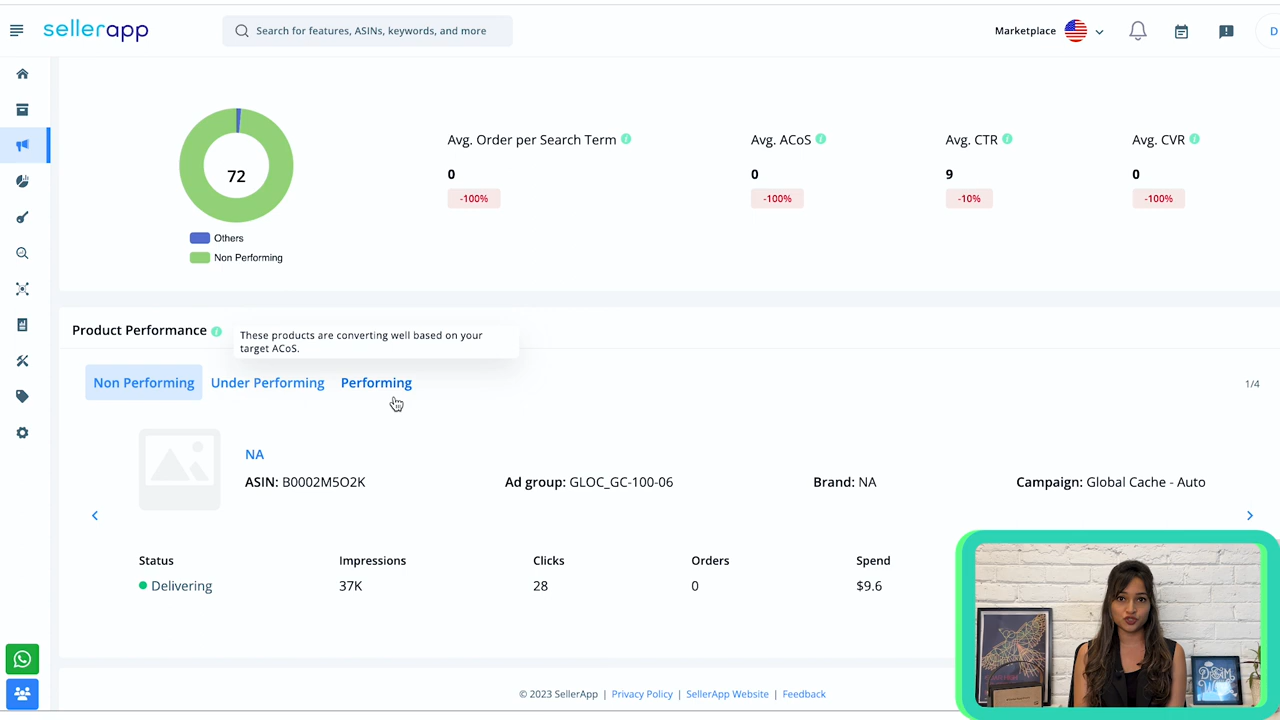 sellerapp
Search for features, ASINs, keywords, and more
Marketplace
D
72
Others
Non Performing
Avg. Order per Search Term
0
-100%
Avg. ACoS
0
-100%
Avg. CTR
9
-10%
Avg. CVR
0
-100%
Product Performance
These products are converting well based on your
target ACoS.
Non Performing
Under Performing
Performing
1/4
NA
ASIN: B0002M5O2K
Ad group: GLOC_GC-100-06
Brand: NA
Campaign: Global Cache - Auto
Status
Impressions
Clicks
Orders
Spend
Delivering
37K
28
0
$9.6
© 2023 SellerApp | Privacy Policy | SellerApp Website | Feedback